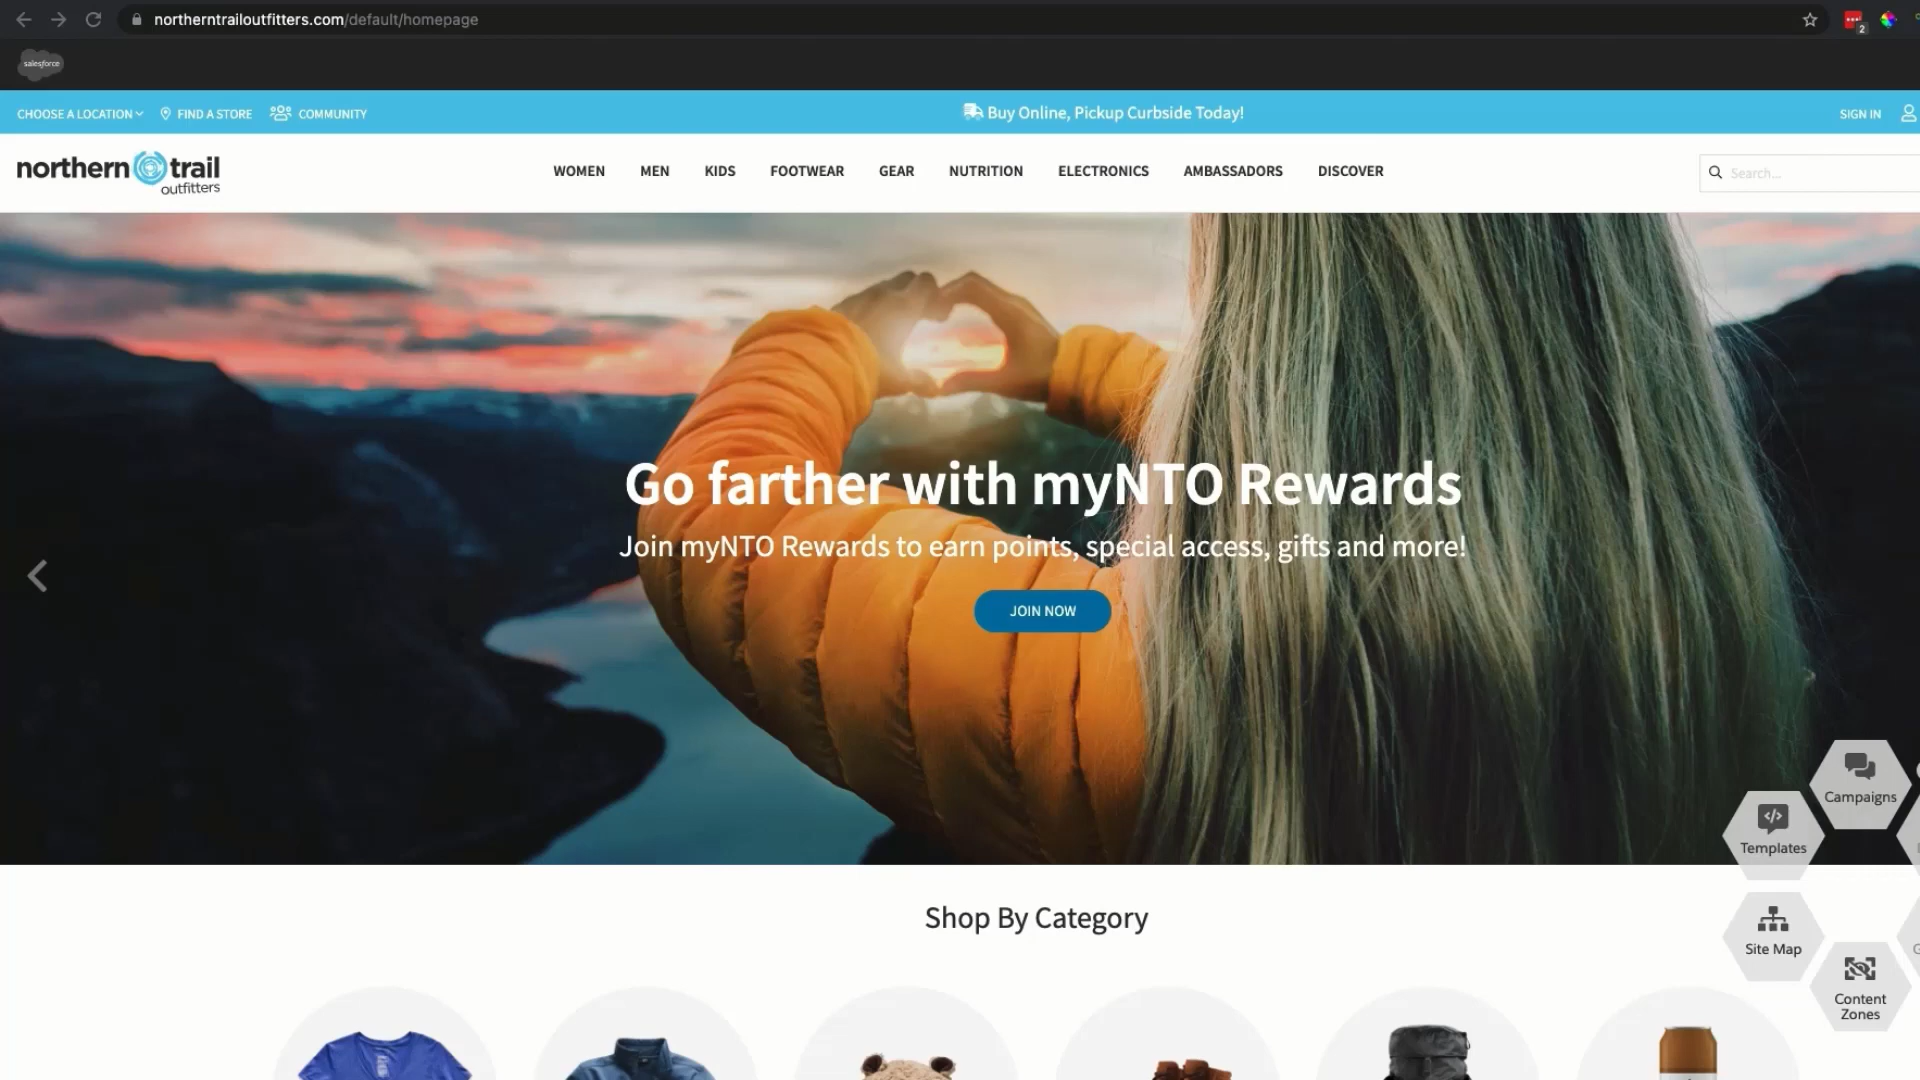 northerntrailoutfitters.com/default/homepage
2
salesforce
CHOOSE A LOCATION
FIND A STORE
COMMUNITY
Buy Online, Pickup Curbside Today!
SIGN IN
northern trail
outfitters
WOMEN
MEN
KIDS
FOOTWEAR
GEAR
NUTRITION
ELECTRONICS
AMBASSADORS
DISCOVER
Search...
Go farther with myNTO Rewards
Join myNTO Rewards to earn points, special access, gifts and more!
JOIN NOW
Campaigns
Templates
Shop By Category
Site Map
Content
Zones